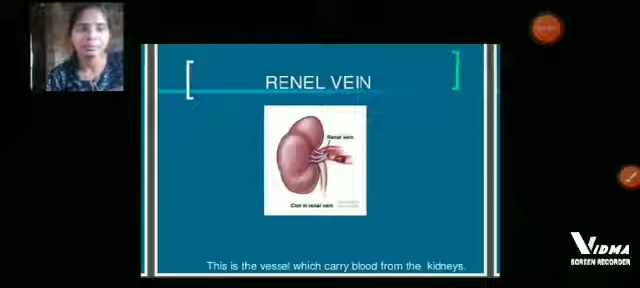 RENEL VEIN
Renal vein
Clot in renal vein
This is the vessel which carry blood from the kidneys.
VIDMA
SCREEN RECORDER